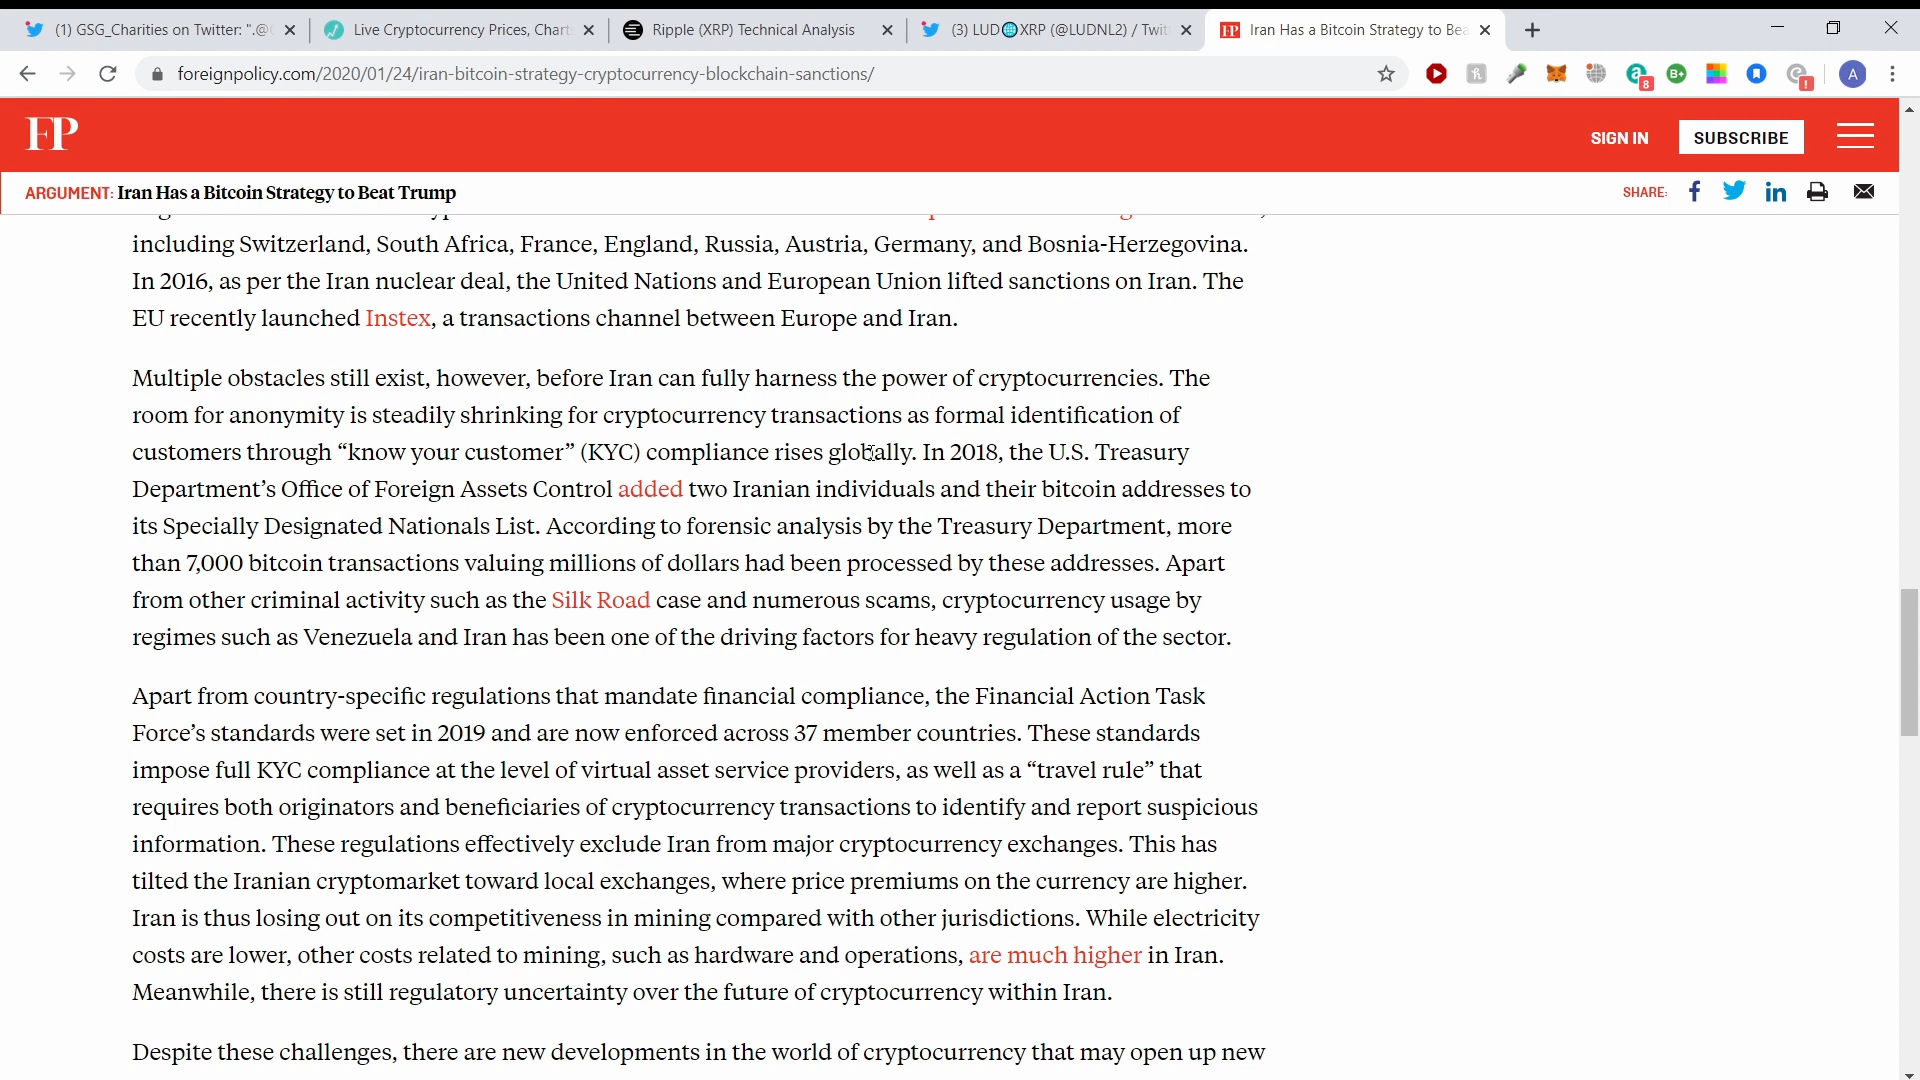 (1) GSG_Charities on Twitter: ".@
Live Cryptocurrency Prices, Chart
Ripple (XRP) Technical Analysis
(3) LUD🌐XRP (@LUDNL2) / Twit
Iran Has a Bitcoin Strategy to Bea
foreignpolicy.com/2020/01/24/iran-bitcoin-strategy-cryptocurrency-blockchain-sanctions/
8
B+
!
A
FP
SIGN IN
SUBSCRIBE
ARGUMENT: Iran Has a Bitcoin Strategy to Beat Trump
SHARE:
including Switzerland, South Africa, France, England, Russia, Austria, Germany, and Bosnia-Herzegovina.
In 2016, as per the Iran nuclear deal, the United Nations and European Union lifted sanctions on Iran. The
EU recently launched Instex, a transactions channel between Europe and Iran.
Multiple obstacles still exist, however, before Iran can fully harness the power of cryptocurrencies. The
room for anonymity is steadily shrinking for cryptocurrency transactions as formal identification of
customers through “know your customer” (KYC) compliance rises globally. In 2018, the U.S. Treasury
Department’s Office of Foreign Assets Control added two Iranian individuals and their bitcoin addresses to
its Specially Designated Nationals List. According to forensic analysis by the Treasury Department, more
than 7,000 bitcoin transactions valuing millions of dollars had been processed by these addresses. Apart
from other criminal activity such as the Silk Road case and numerous scams, cryptocurrency usage by
regimes such as Venezuela and Iran has been one of the driving factors for heavy regulation of the sector.
Apart from country-specific regulations that mandate financial compliance, the Financial Action Task
Force’s standards were set in 2019 and are now enforced across 37 member countries. These standards
impose full KYC compliance at the level of virtual asset service providers, as well as a “travel rule” that
requires both originators and beneficiaries of cryptocurrency transactions to identify and report suspicious
information. These regulations effectively exclude Iran from major cryptocurrency exchanges. This has
tilted the Iranian cryptomarket toward local exchanges, where price premiums on the currency are higher.
Iran is thus losing out on its competitiveness in mining compared with other jurisdictions. While electricity
costs are lower, other costs related to mining, such as hardware and operations, are much higher in Iran.
Meanwhile, there is still regulatory uncertainty over the future of cryptocurrency within Iran.
Despite these challenges, there are new developments in the world of cryptocurrency that may open up new